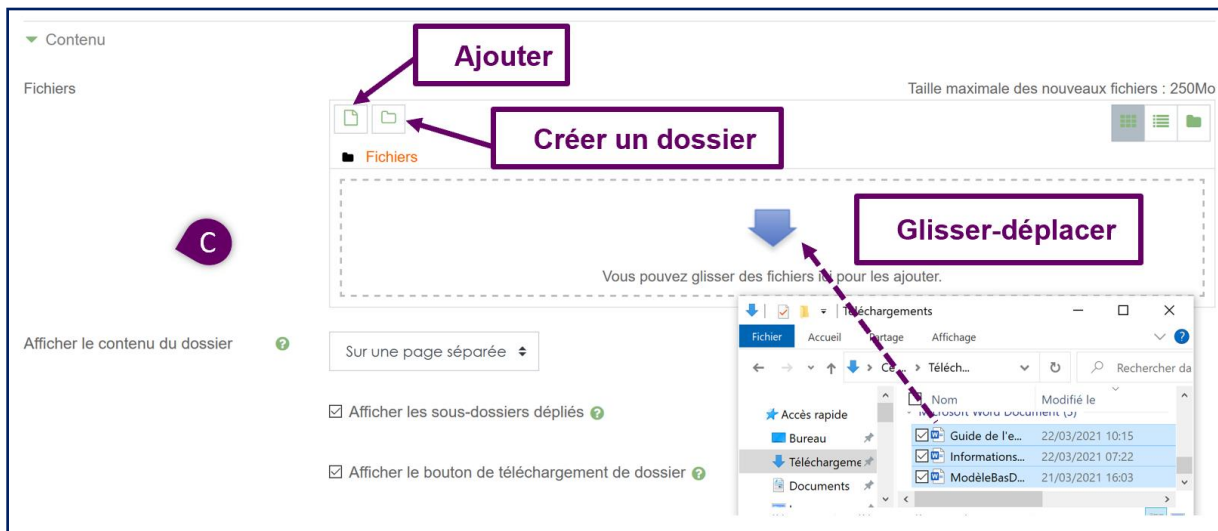 Contenu
Ajouter
Fichiers
Taille maximale des nouveaux fichiers : 250Mo
Créer un dossier
Fichiers
Glisser-déplacer
C
Vous pouvez glisser des fichiers ici pour les ajouter.
Téléchargements
Afficher le contenu du dossier
Sur une page séparée
Fichier Accueil Partage Affichage
Ce... > Téléch...
Rechercher da
Nom Modifié le
Afficher les sous-dossiers dépliés
Accès rapide
Microsoft Word Document (3)
Bureau
Guide de l'e... 22/03/2021 10:15
Téléchargeme
Informations... 22/03/2021 07:22
Afficher le bouton de téléchargement de dossier
Documents
ModèleBasD... 21/03/2021 16:03